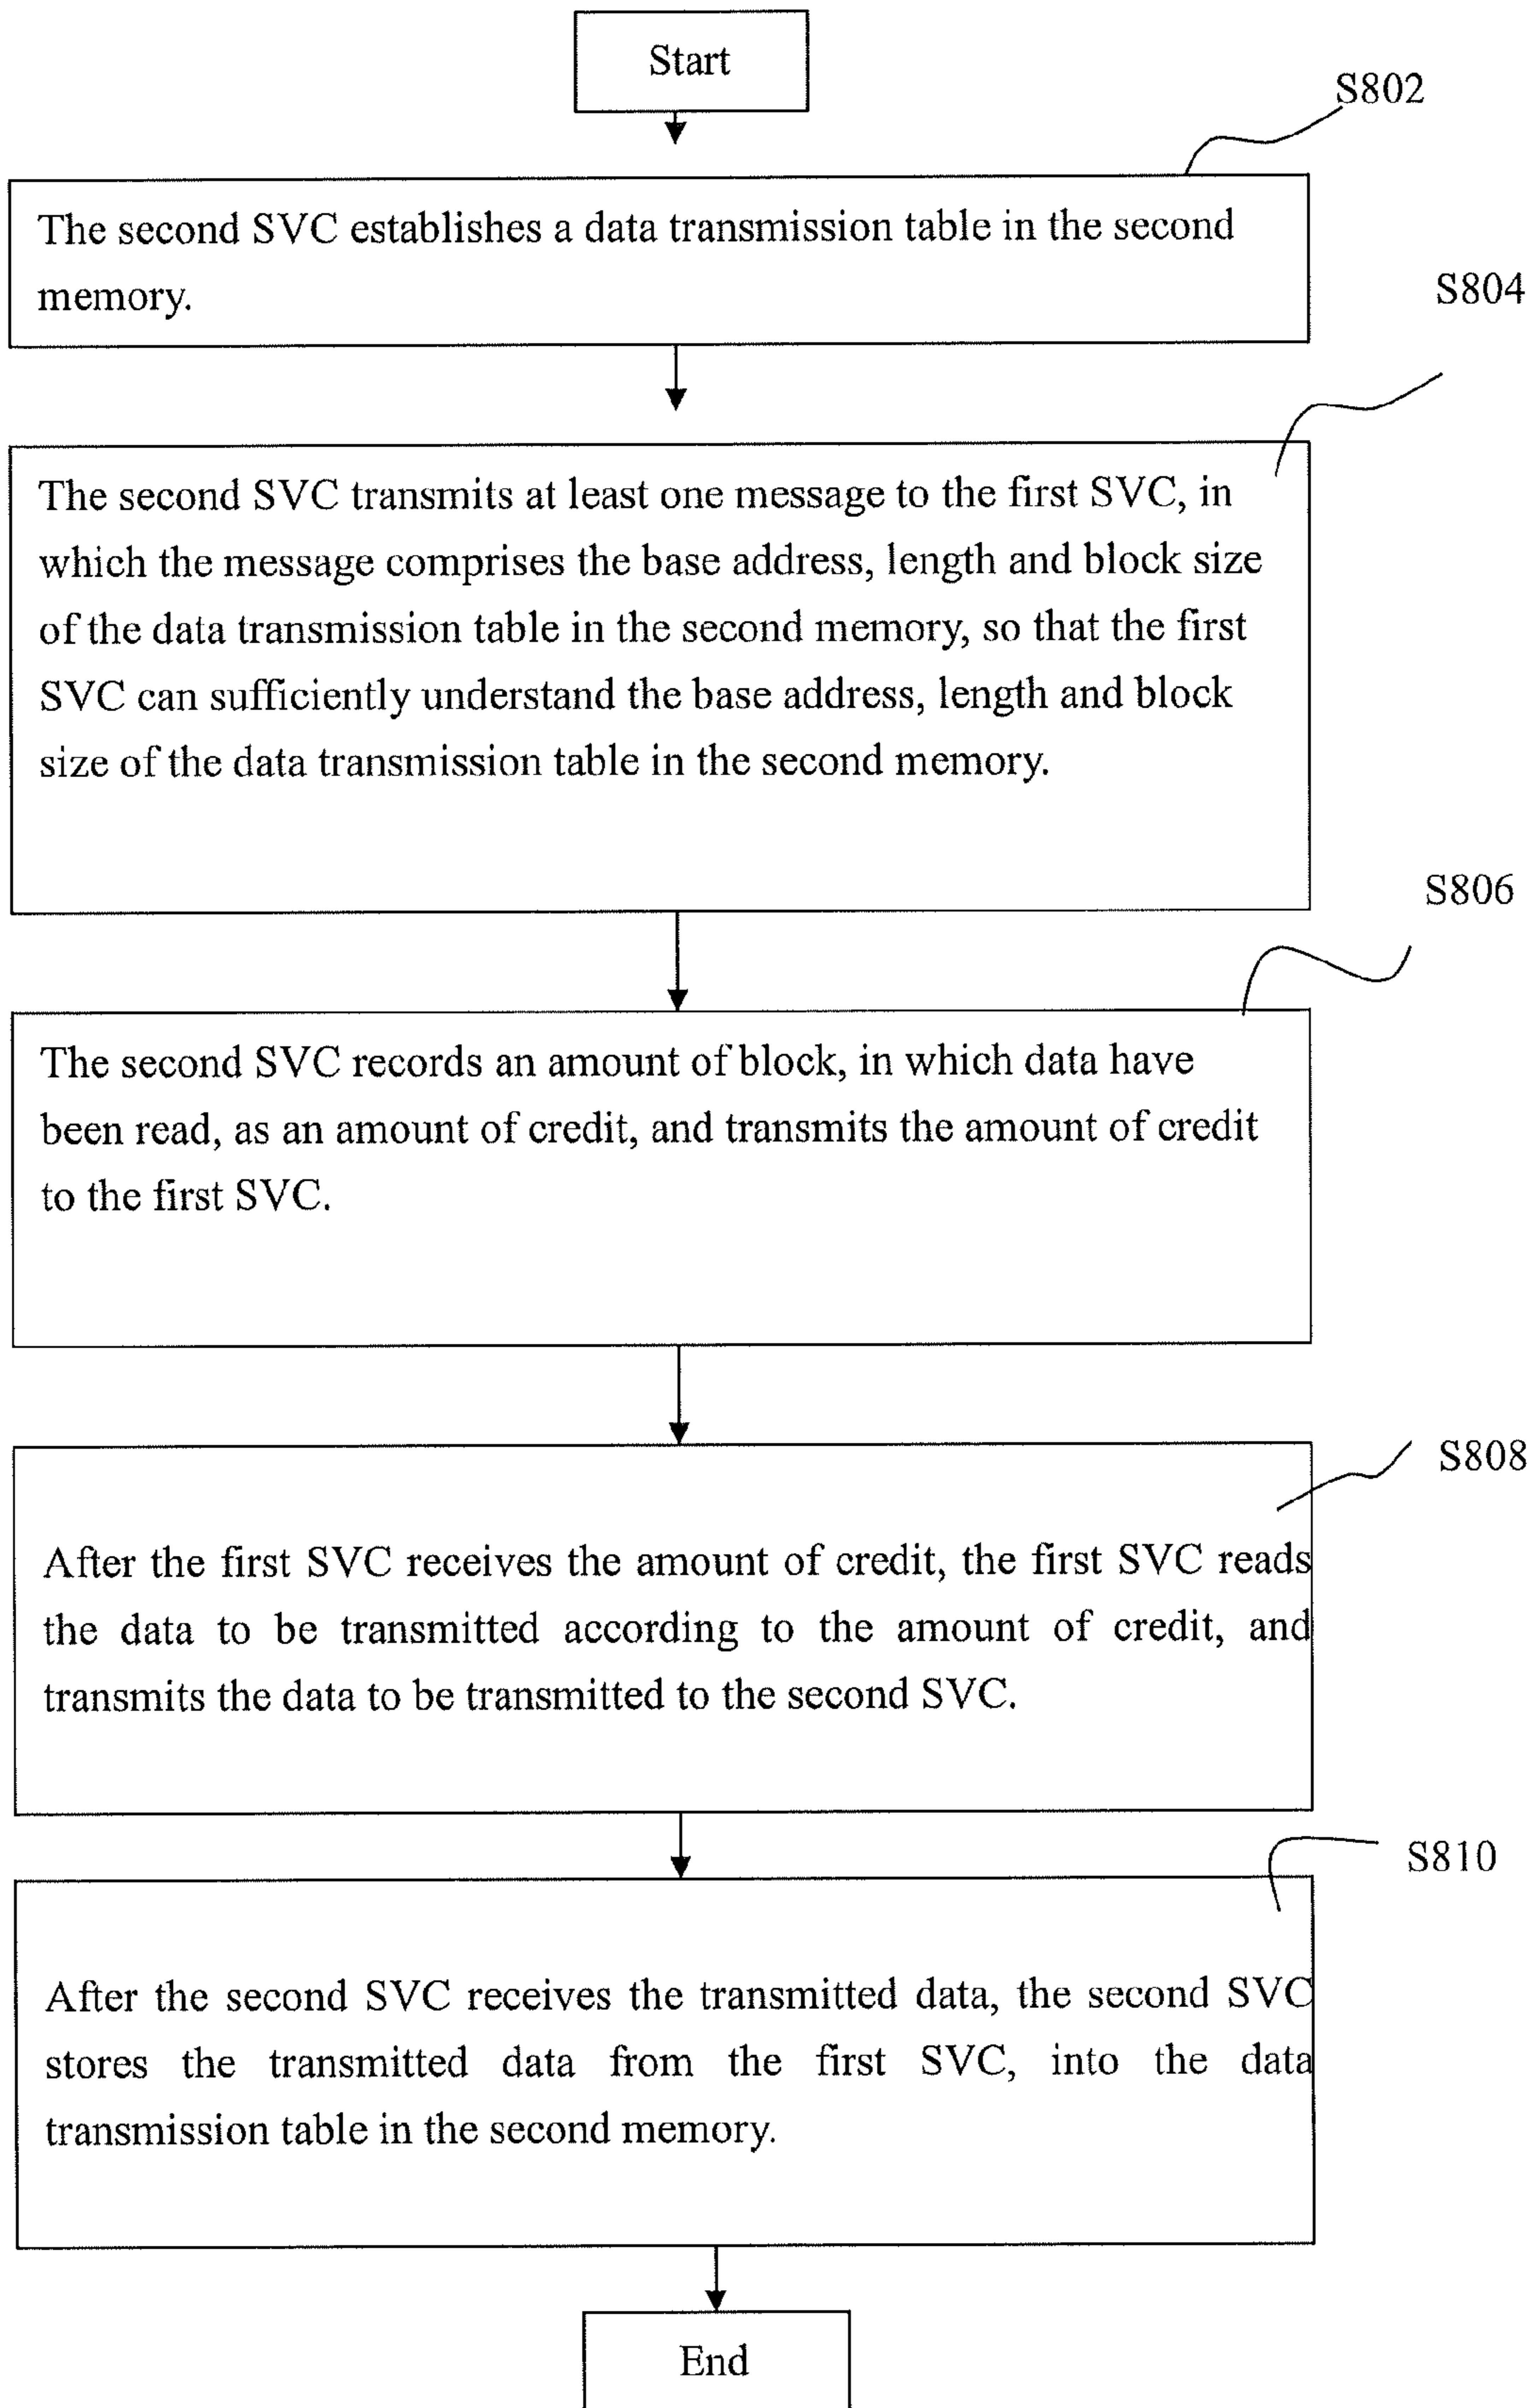 Start
S802
The second SVC establishes a data transmission table in the second
memory.
S804
The second SVC transmits at least one message to the first SVC, in
which the message comprises the base address, length and block size
of the data transmission table in the second memory, so that the first
SVC can sufficiently understand the base address, length and block
size of the data transmission table in the second memory.
S806
The second SVC records an amount of block, in which data have
been read, as an amount of credit, and transmits the amount of credit
to the first SVC.
S808
After the first SVC receives the amount of credit, the first SVC reads
the data to be transmitted according to the amount of credit, and
transmits the data to be transmitted to the second SVC.
S810
After the second SVC receives the transmitted data, the second SVC
stores the transmitted data from the first SVC, into the data
transmission table in the second memory.
End